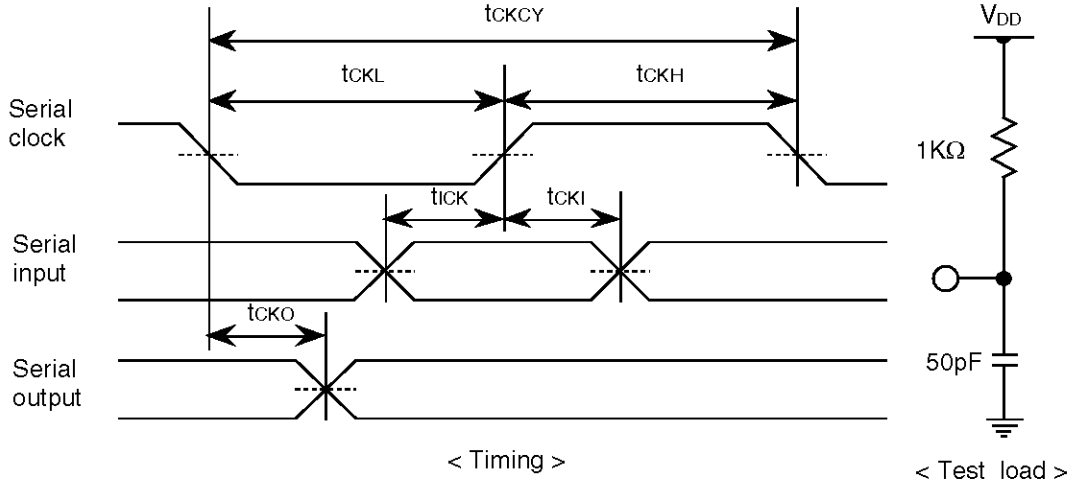 tCKCY
VDD
tCKL
tCKH
Serial
clock
1KΩ
tICK
tCKI
Serial
input
tCKO
Serial
output
50pF
< Timing >
< Test load >